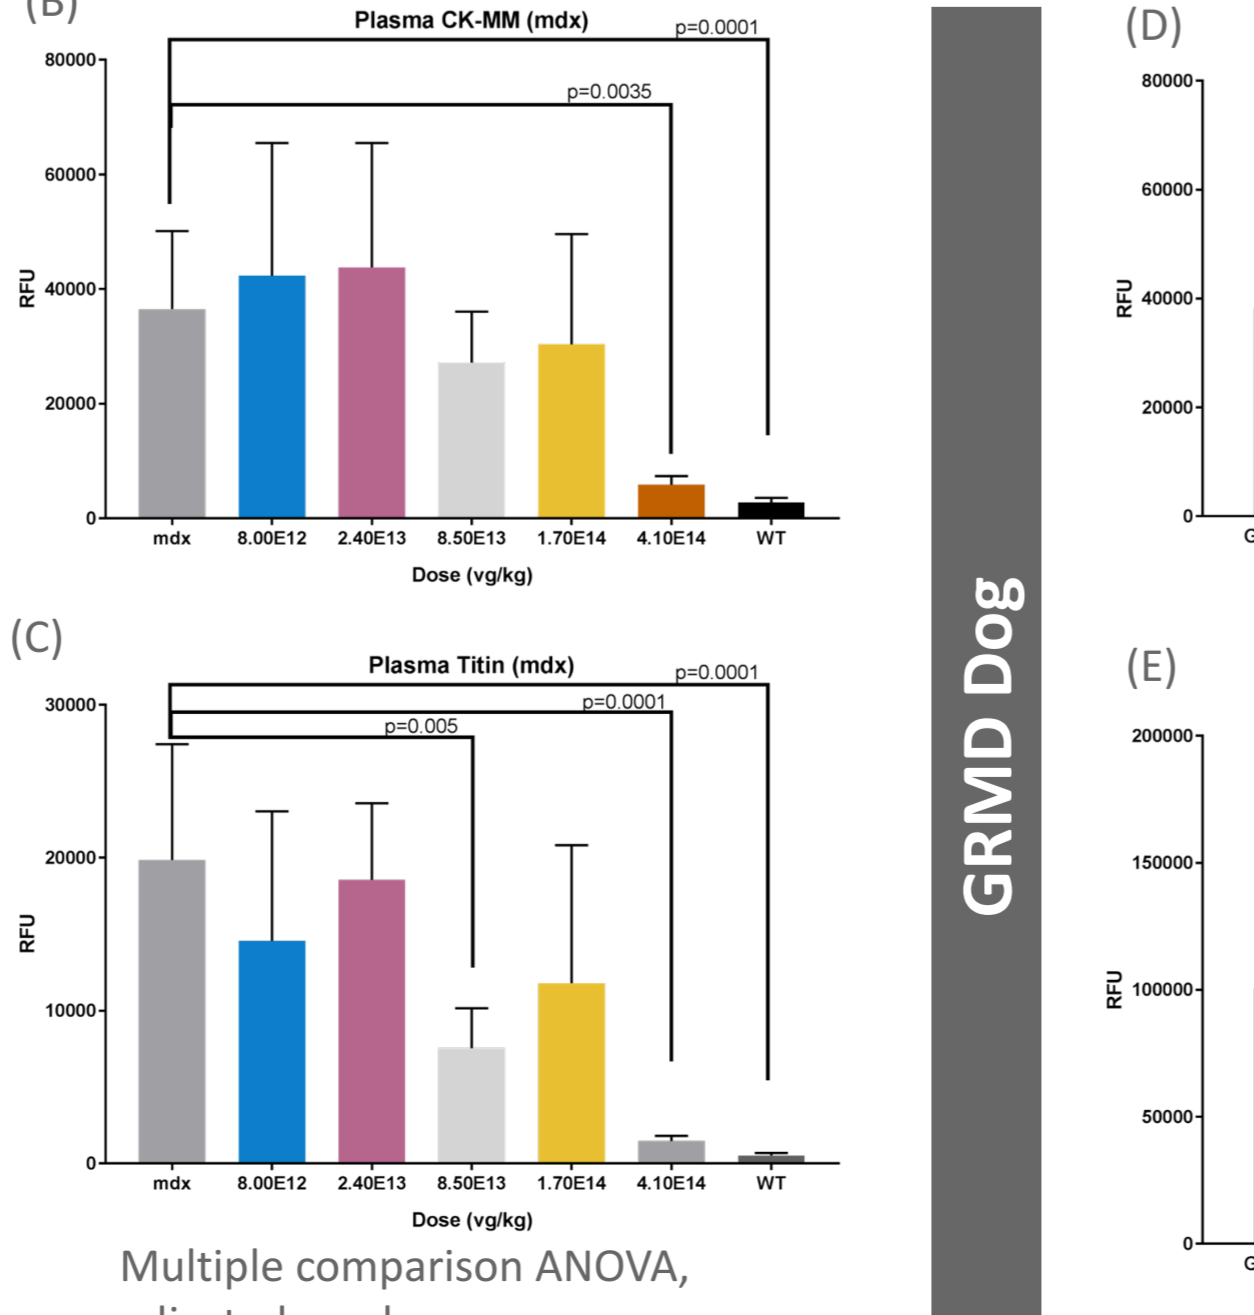 (B)
Plasma CK-MM (mdx)
p=0.0001
p=0.0035
80000
60000
40000
20000
0
RFU
mdx 8.00E12 2.40E13 8.50E13 1.70E14 4.10E14 WT
Dose (vg/kg)
(C)
Plasma Titin (mdx)
p=0.0001
p=0.0001
p=0.005
30000
20000
10000
0
RFU
mdx 8.00E12 2.40E13 8.50E13 1.70E14 4.10E14 WT
Dose (vg/kg)
Multiple comparison ANOVA,
GRMD Dog
(D)
80000
60000
40000
20000
0
RFU
G
(E)
200000
150000
100000
50000
0
RFU
G